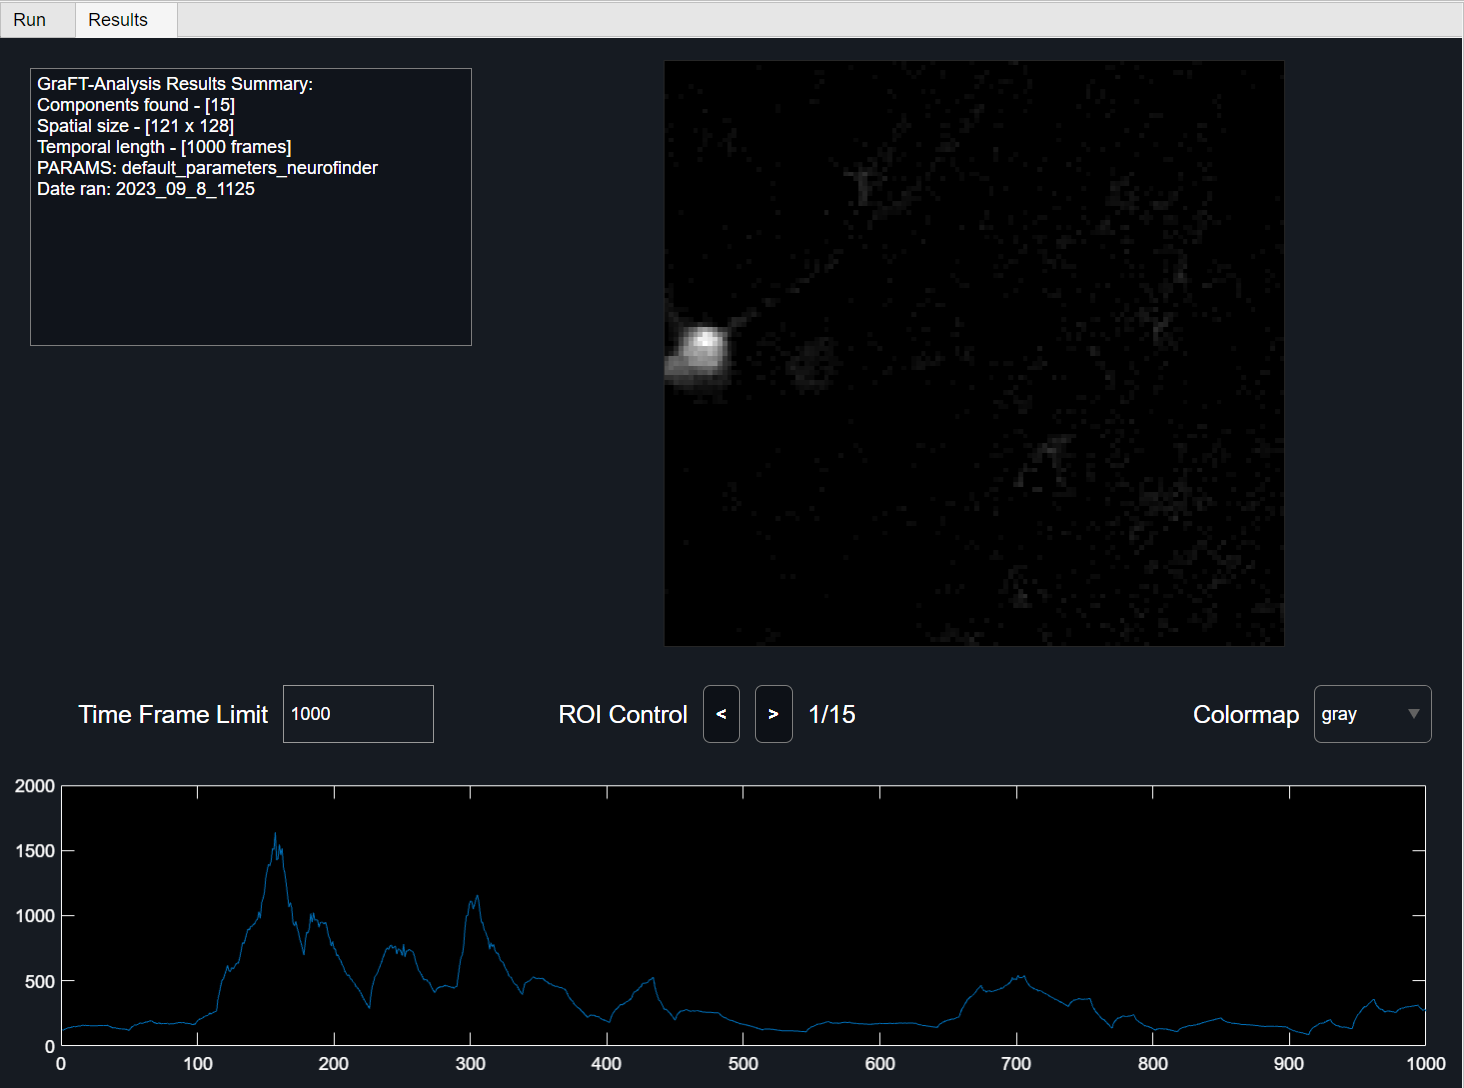 Run Results
GraFT-Analysis Results Summary:
Components found - [15]
Spatial size - [121 x 128]
Temporal length - [1000 frames]
PARAMS: default_parameters_neurofinder
Date ran: 2023_09_8_1125
Time Frame Limit 1000 ROI Control < > 1/15 Colormap gray
2000
1500
1000
500
0
0 100 200 300 400 500 600 700 800 900 1000